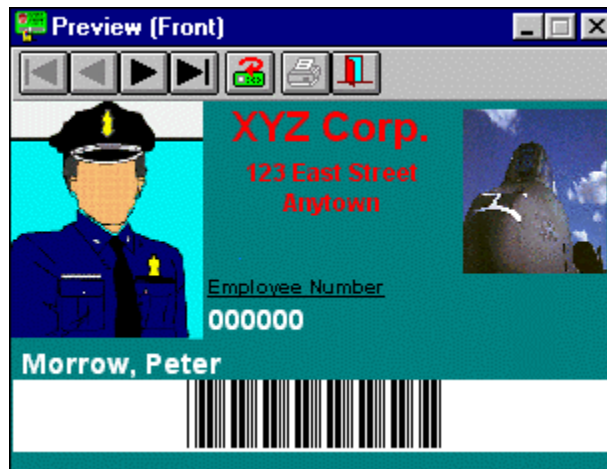 Preview (Front)
XYZ Corp.
123 East Street
Anytown
Employee Number
000000
Morrow, Peter